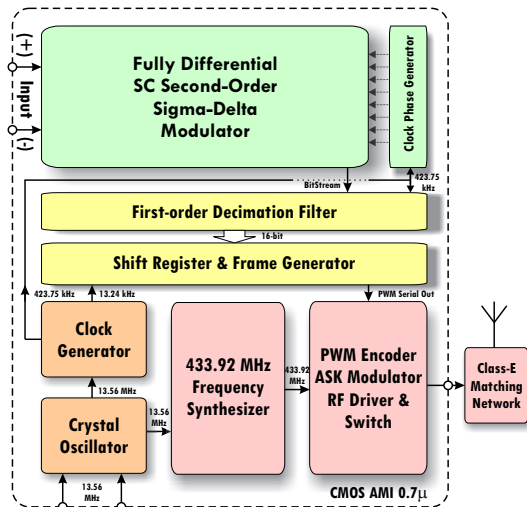 (+)
Input
(-)
Fully Differential
SC Second-Order
Sigma-Delta
Modulator
Clock Phase Generator
BitStream
423.75
kHz
First-order Decimation Filter
16-bit
Shift Register & Frame Generator
423.75 kHz
13.24 kHz
PWM Serial Out
Clock
Generator
13.56 MHz
Crystal
Oscillator
13.56
MHz
433.92 MHz
Frequency
Synthesizer
433.92
MHz
PWM Encoder
ASK Modulator
RF Driver &
Switch
Class-E
Matching
Network
13.56
MHz
CMOS AMI 0.7μ